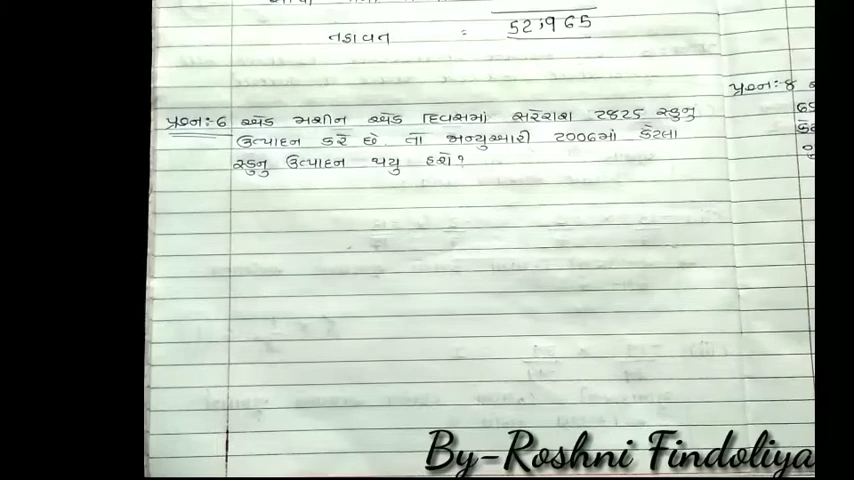 તફાવત : 52,965
પ્રશ્ન:-6 એક મશીન એક દિવસમાં સરેરાશ 2825 સ્ક્રુનુ
ઉત્પાદન કરે છે. તો જાન્યુઆરી 2006માં કેટલા
સ્ક્રુનુ ઉત્પાદન થયુ હશે?
પ્રશ્ન:-8
By-Roshni Findoliya